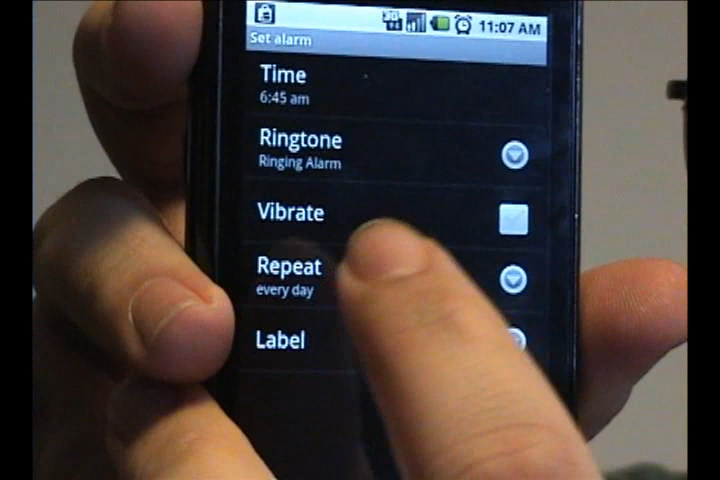 11:07 AM
Set alarm
Time
6:45 am
Ringtone
Ringing Alarm
Vibrate
Repeat
every day
Label